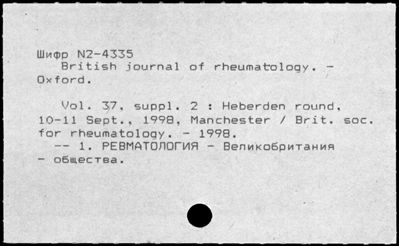 Шифр N2-4335
British journal of rheumatology. -
Oxford.
Vol. 37, suppl. 2 : Heberden round,
10-11 Sept., 1998, Manchester / Brit. soc.
for rheumatology. - 1998.
-- 1. РЕВМАТОЛОГИЯ - Великобритания
- общества.